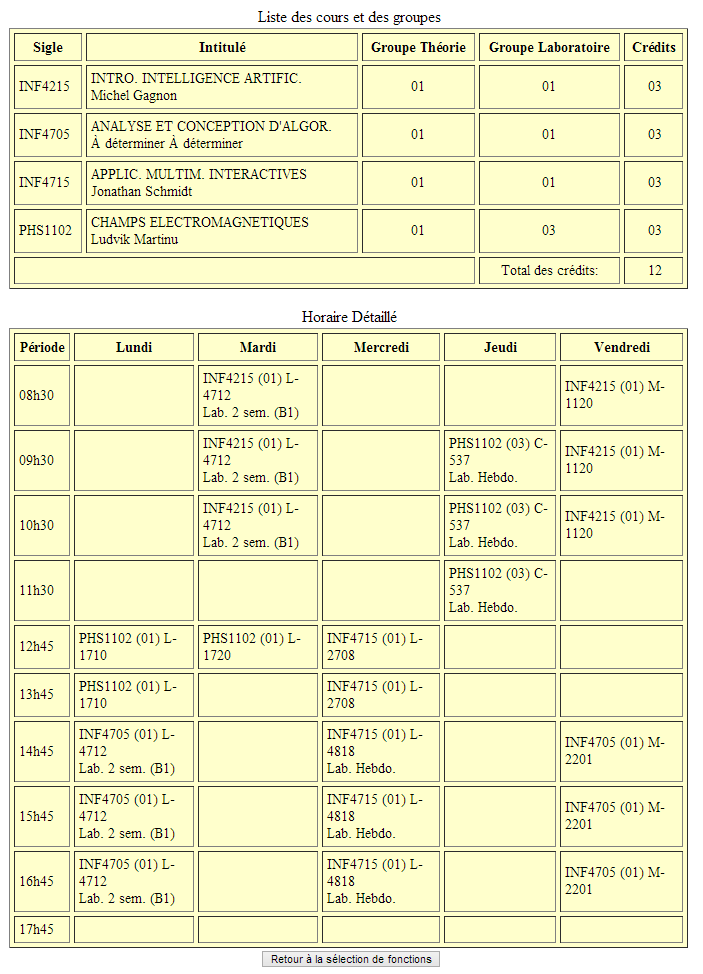 Liste des cours et des groupes
Sigle Intitulé Groupe Théorie Groupe Laboratoire Crédits
INF4215 INTRO. INTELLIGENCE ARTIFIC. 01 01 03
Michel Gagnon
INF4705 ANALYSE ET CONCEPTION D'ALGOR. 01 01 03
À déterminer À déterminer
INF4715 APPLIC. MULTIM. INTERACTIVES 01 01 03
Jonathan Schmidt
PHS1102 CHAMPS ELECTROMAGNETIQUES 01 03 03
Ludvik Martinu
Total des crédits: 12
Horaire Détaillé
Période Lundi Mardi Mercredi Jeudi Vendredi
08h30 INF4215 (01) L- INF4215 (01) M-
4712 1120
Lab. 2 sem. (B1)
09h30 INF4215 (01) L- PHS1102 (03) C- INF4215 (01) M-
4712 537 1120
Lab. 2 sem. (B1) Lab. Hebdo.
10h30 INF4215 (01) L- PHS1102 (03) C- INF4215 (01) M-
4712 537 1120
Lab. 2 sem. (B1) Lab. Hebdo.
11h30 PHS1102 (03) C-
537
Lab. Hebdo.
12h45 PHS1102 (01) L- PHS1102 (01) L- INF4715 (01) L-
1710 1720 2708
13h45 PHS1102 (01) L- INF4715 (01) L-
1710 2708
14h45 INF4705 (01) L- INF4715 (01) L- INF4705 (01) M-
4712 4818 2201
Lab. 2 sem. (B1) Lab. Hebdo.
15h45 INF4705 (01) L- INF4715 (01) L- INF4705 (01) M-
4712 4818 2201
Lab. 2 sem. (B1) Lab. Hebdo.
16h45 INF4705 (01) L- INF4715 (01) L- INF4705 (01) M-
4712 4818 2201
Lab. 2 sem. (B1) Lab. Hebdo.
17h45
Retour à la sélection de fonctions